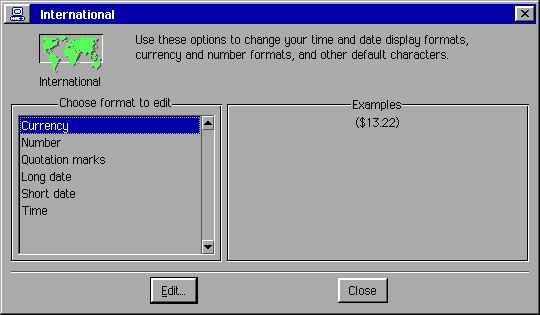 International
Use these options to change your time and date display formats,
currency and number formats, and other default characters.
International
Choose format to edit
Examples
Currency
Number
Quotation marks
Long date
Short date
Time
($13.22)
Edit...
Close